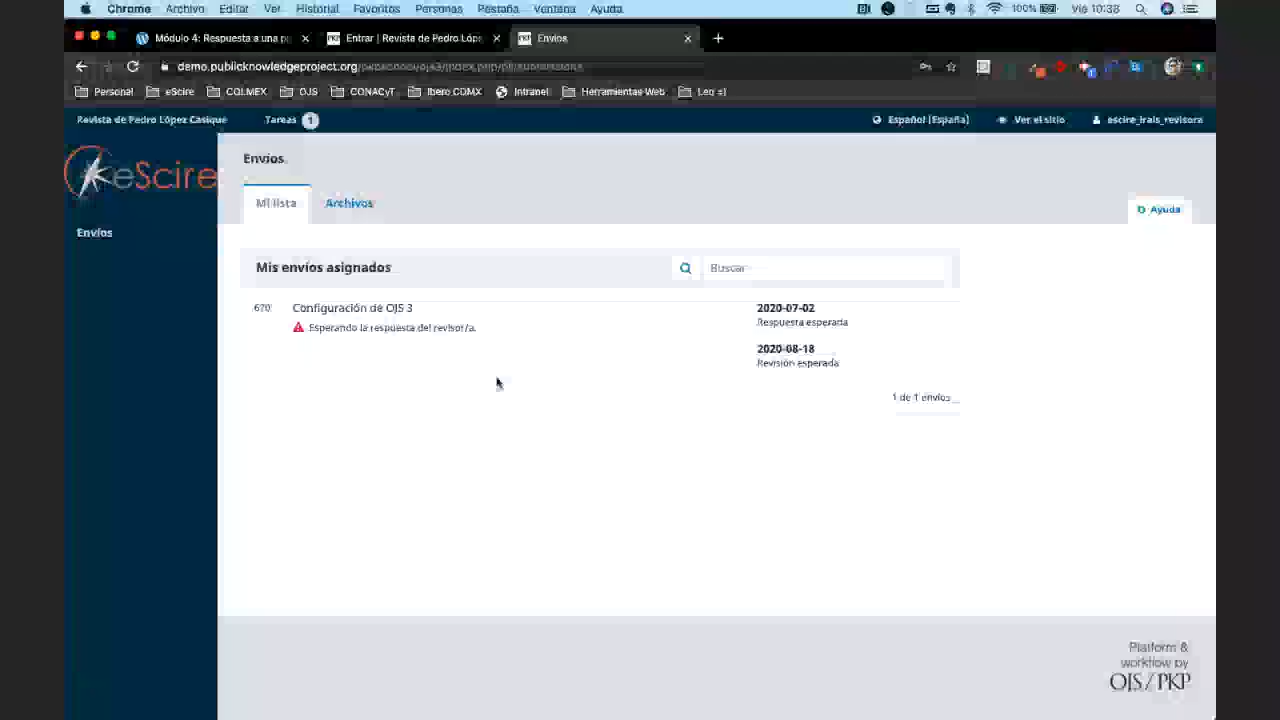 Chrome Archivo Editar Ver Historial Favoritos Personas Pestaña Ventana Ayuda 100% Vie 10:38
Módulo 4: Respuesta a una p Entrar | Revista de Pedro Lópe Envíos
demo.publicknowledgeproject.org
Personal eScire COLMEX OJS CONACyT Ibero CDMX Intranet Herramientas Web Leo =)
Revista de Pedro López Casique Tareas 1 Español (España) Ver el sitio escire_irais_revisora
eScire
Envíos
Envíos
Mi lista Archivos
Ayuda
Mis envíos asignados Buscar
670 Configuración de OJS 3 2020-07-02
Respuesta esperada
Esperando la respuesta del revisor/a.
2020-08-18
Revisión esperada
1 de 1 envíos
Platform &
workflow by
OJS / PKP